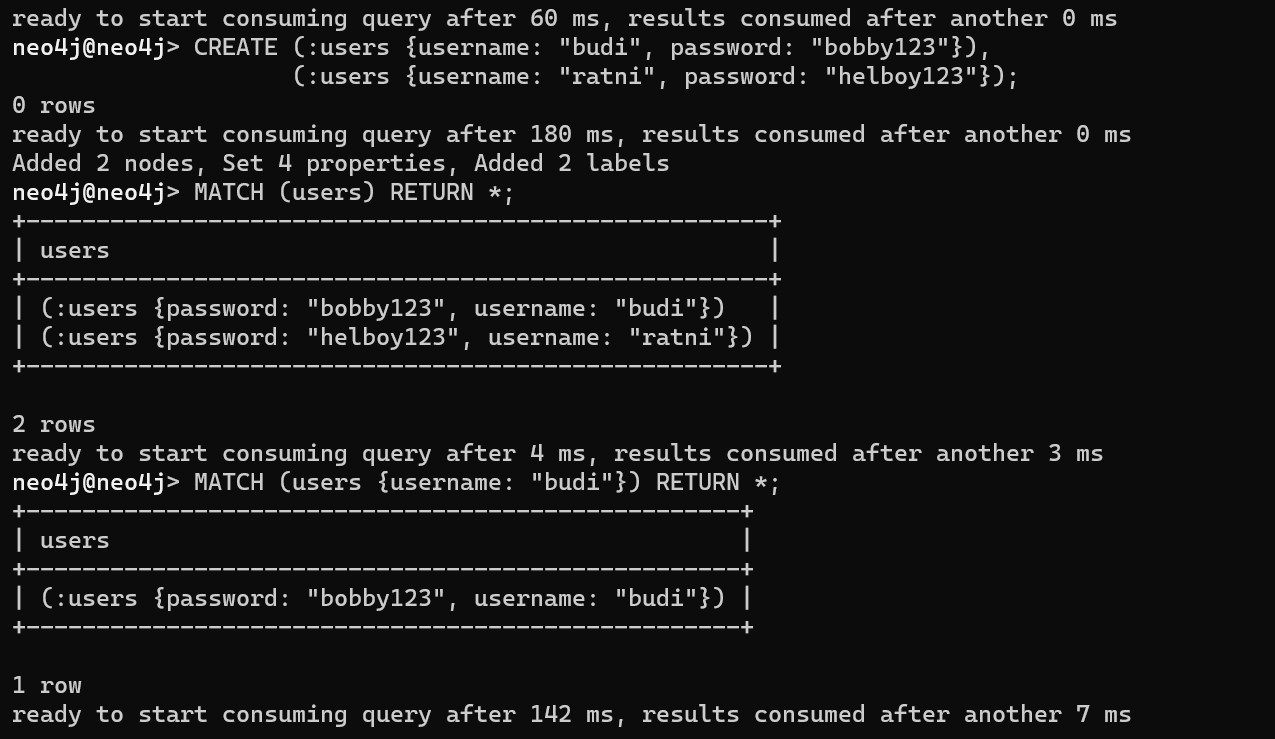 ready to start consuming query after 60 ms, results consumed after another 0 ms
neo4j@neo4j> CREATE (:users {username: "budi", password: "bobby123"}),
                    (:users {username: "ratni", password: "helboy123"});
0 rows
ready to start consuming query after 180 ms, results consumed after another 0 ms
Added 2 nodes, Set 4 properties, Added 2 labels
neo4j@neo4j> MATCH (users) RETURN *;
+-----------------------------------------------------+
| users                                               |
+-----------------------------------------------------+
| (:users {password: "bobby123", username: "budi"})   |
| (:users {password: "helboy123", username: "ratni"}) |
+-----------------------------------------------------+

2 rows
ready to start consuming query after 4 ms, results consumed after another 3 ms
neo4j@neo4j> MATCH (users {username: "budi"}) RETURN *;
+---------------------------------------------------+
| users                                             |
+---------------------------------------------------+
| (:users {password: "bobby123", username: "budi"}) |
+---------------------------------------------------+

1 row
ready to start consuming query after 142 ms, results consumed after another 7 ms